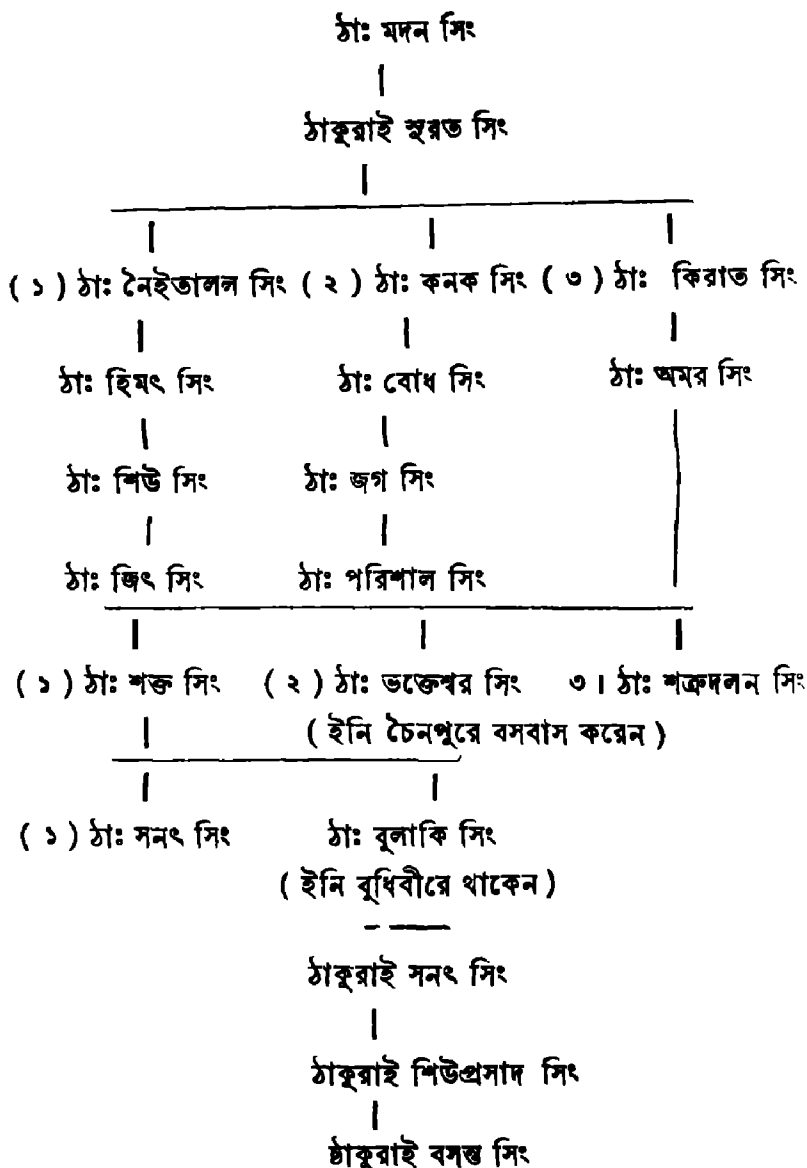 ঠাঃ মদন সিং
ঠাকুরাই সুরত সিং
( ১ ) ঠাঃ নৈইতালল সিং ( ২ ) ঠাঃ কনক সিং ( ৩ ) ঠাঃ কিরাত সিং
ঠাঃ হিমৎ সিং ঠাঃ বোধ সিং ঠাঃ অমর সিং
ঠাঃ শিউ সিং ঠাঃ জগ সিং
ঠাঃ জিৎ সিং ঠাঃ পরিশাল সিং
( ১ ) ঠাঃ শক্ত সিং ( ২ ) ঠাঃ ভক্তেশ্বর সিং ৩। ঠাঃ শত্রুদলন সিং
( ইনি চৈনপুরে বসবাস করেন )
( ১ ) ঠাঃ সনৎ সিং ঠাঃ বুলাকি সিং
( ইনি বুধিবীরে থাকেন )
ঠাকুরাই সনৎ সিং
ঠাকুরাই শিউপ্রসাদ সিং
ঠাকুরাই বসন্ত সিং